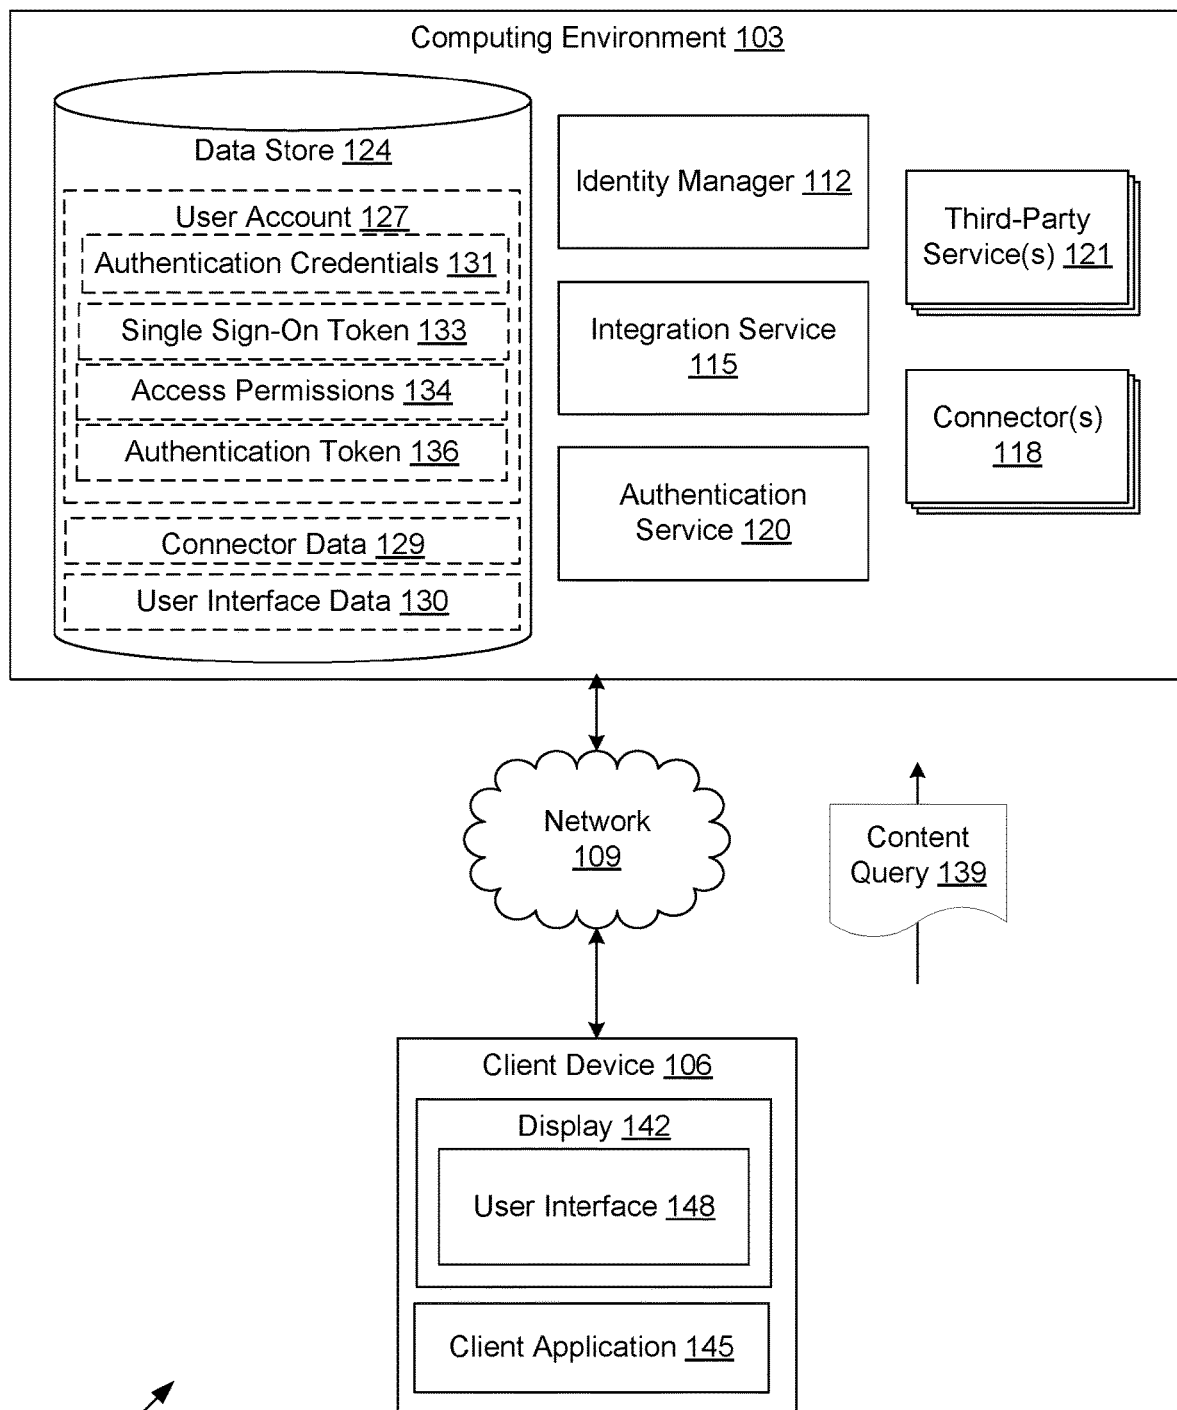 Computing Environment 103
Data Store 124
User Account 127
Authentication Credentials 131
Single Sign-On Token 133
Access Permissions 134
Authentication Token 136
Connector Data 129
User Interface Data 130
Identity Manager 112
Integration Service
115
Authentication
Service 120
Third-Party
Service(s) 121
Connector(s)
118
Network
109
Content
Query 139
Client Device 106
Display 142
User Interface 148
Client Application 145